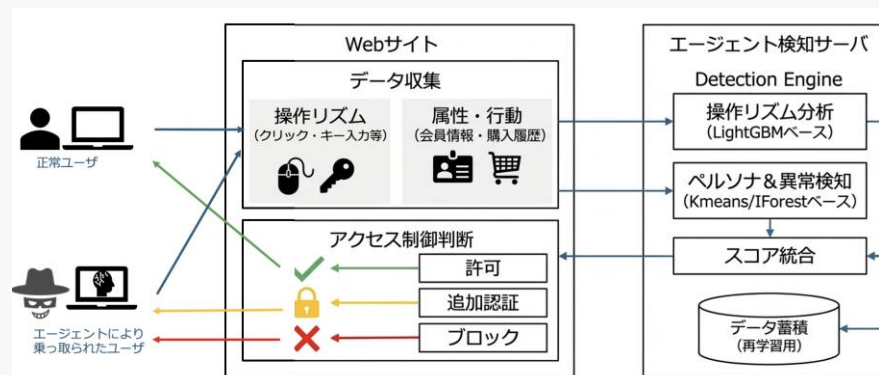 Webサイト
データ収集
操作リズム
(クリック・キー入力等)
属性・行動
(会員情報・購入履歴)
正常ユーザ
アクセス制御判断
許可
追加認証
ブロック
エージェントにより
乗っ取られたユーザ
エージェント検知サーバ
Detection Engine
操作リズム分析
(LightGBMベース)
ペルソナ&異常検知
(Kmeans/IForestベース)
スコア統合
データ蓄積
(再学習用)